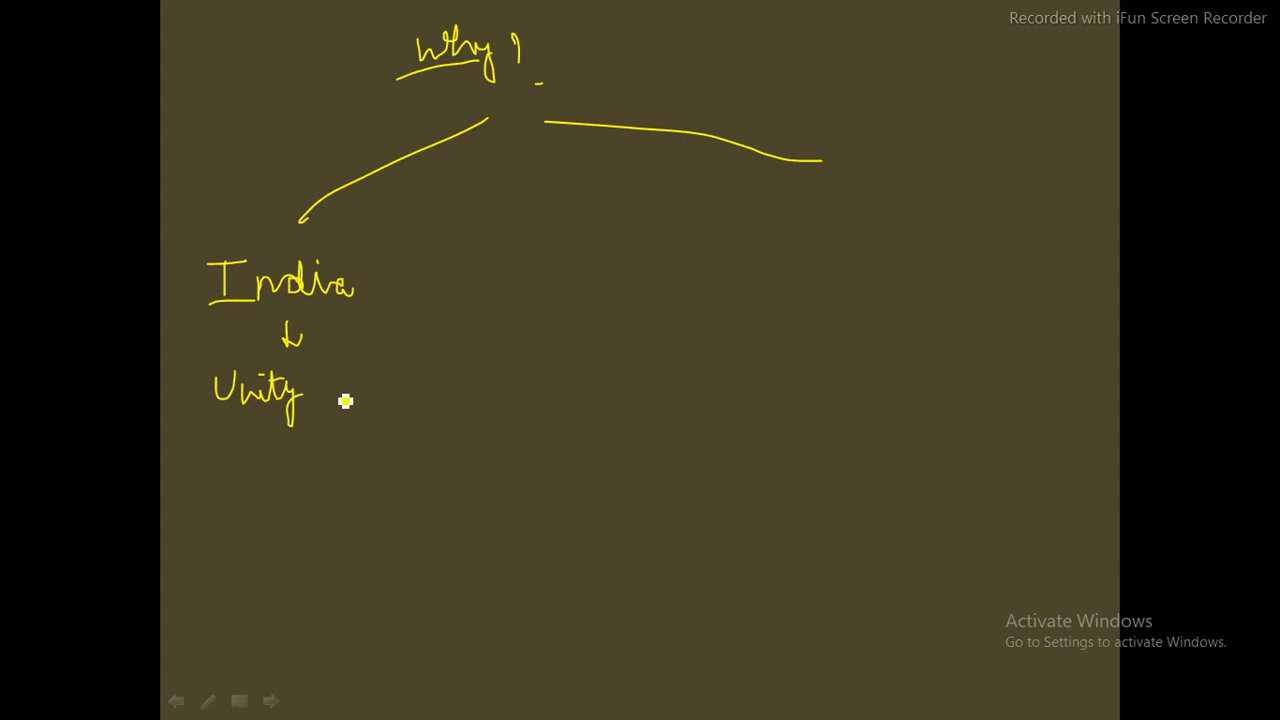 Recorded with iFun Screen Recorder
Why?
India
Unity
Activate Windows
Go to Settings to activate Windows.